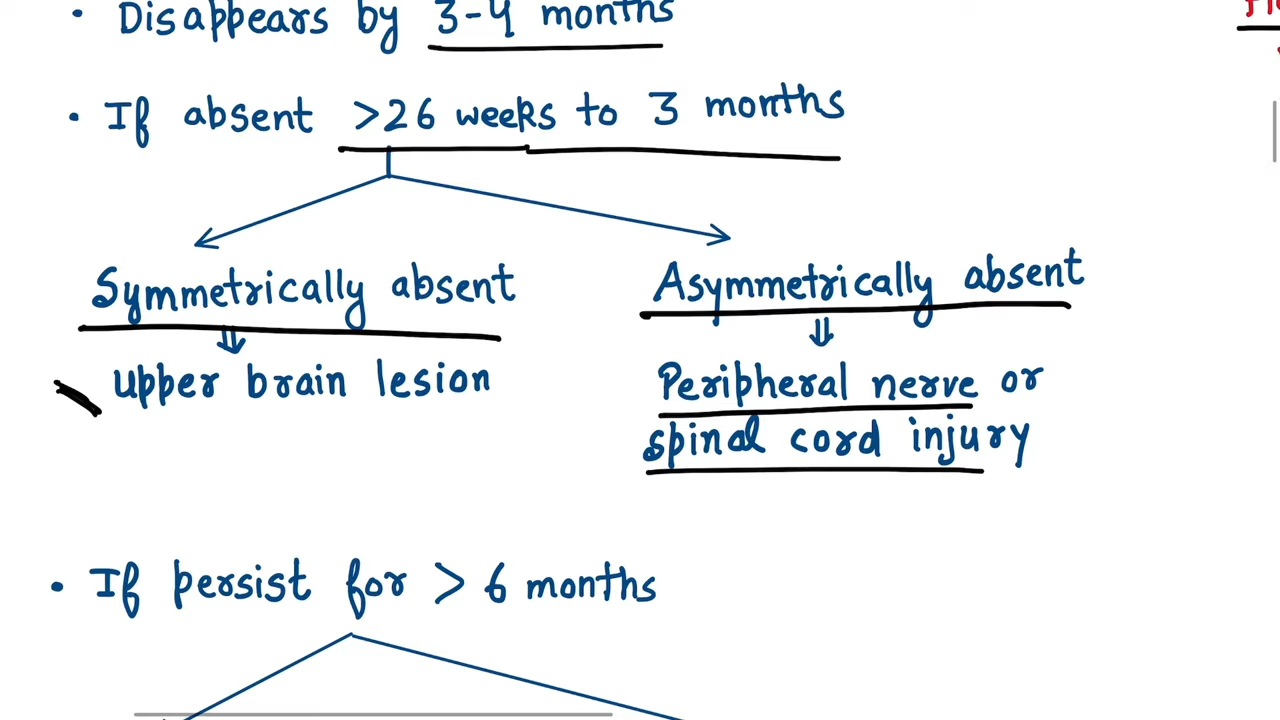 • Disappears by 3-4 months
• If absent >26 weeks to 3 months
Symmetrically absent
Asymmetrically absent
⇓
⇓
upper brain lesion
Peripheral nerve or
spinal cord injury
• If persist for > 6 months